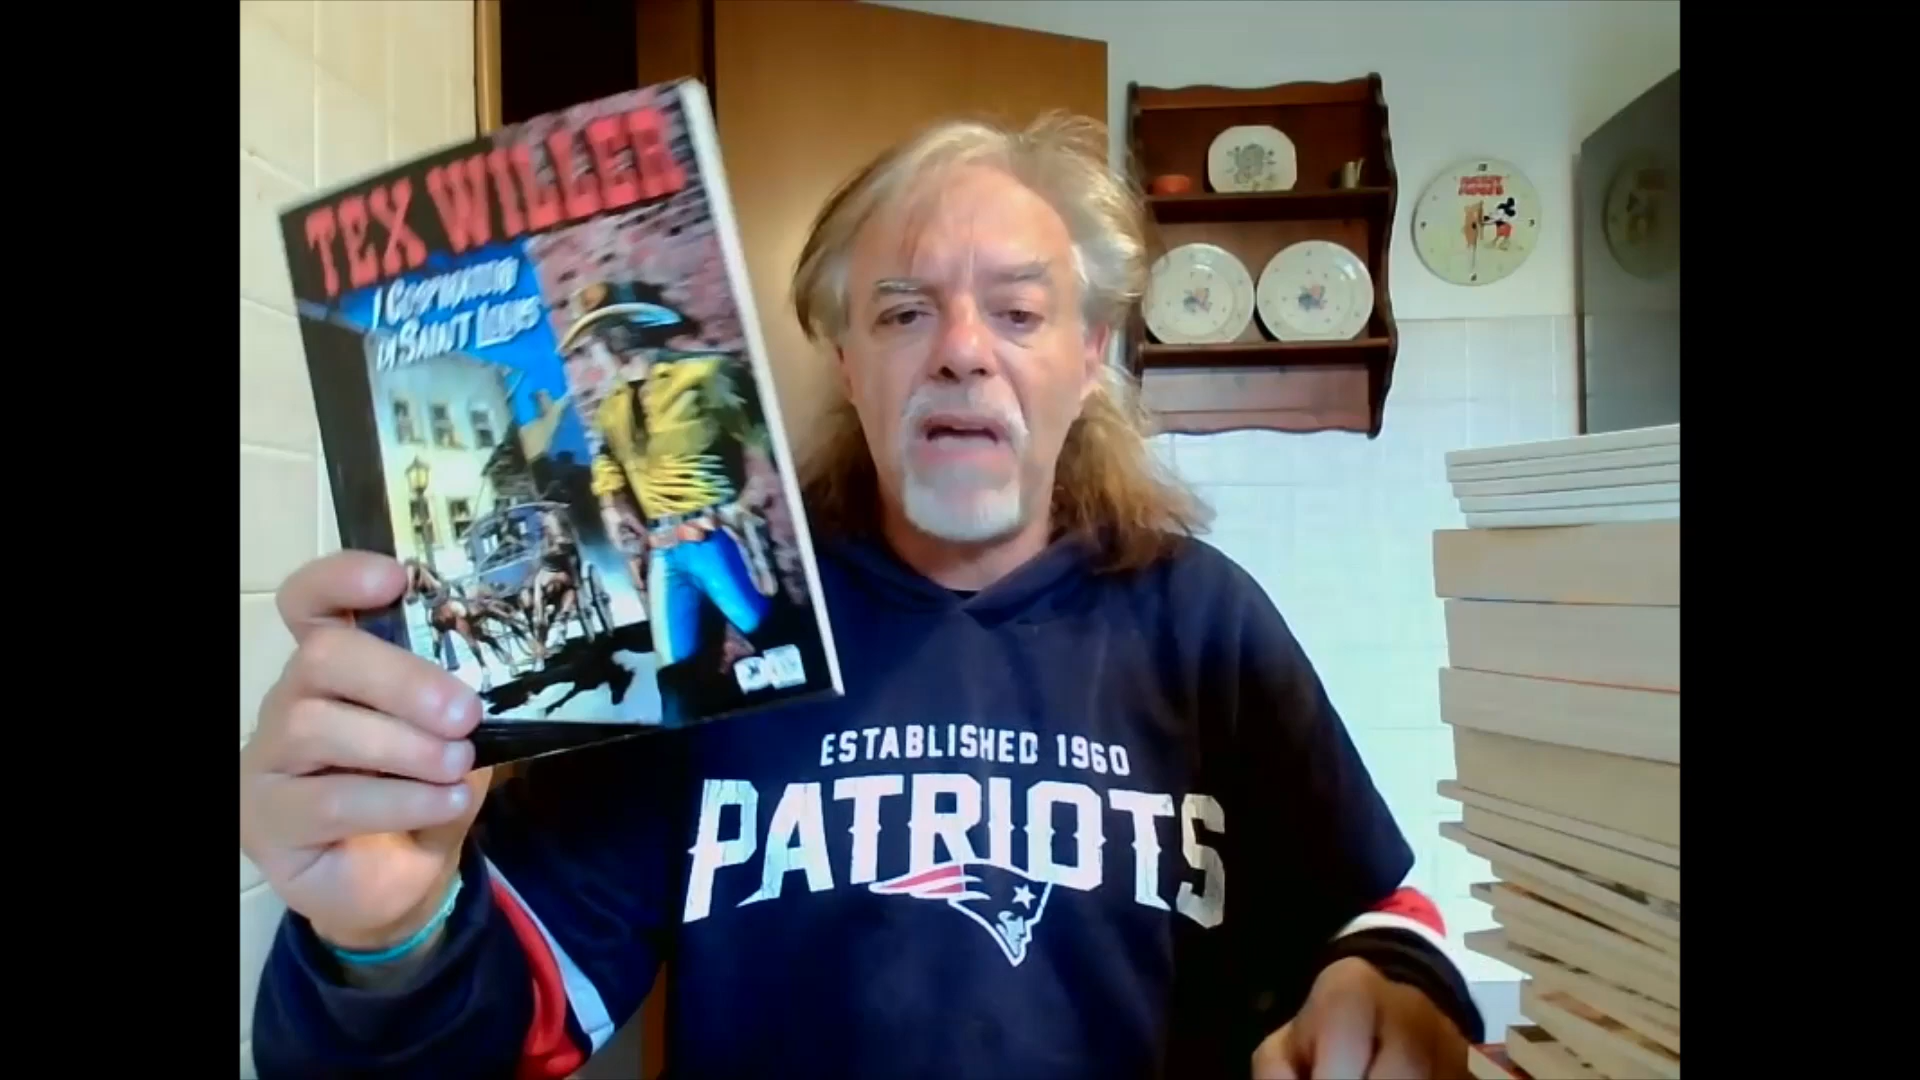 TEX WILLER
I COSPIRATORI
DI SAINT LOUIS
ESTABLISHED 1960
PATRIOTS